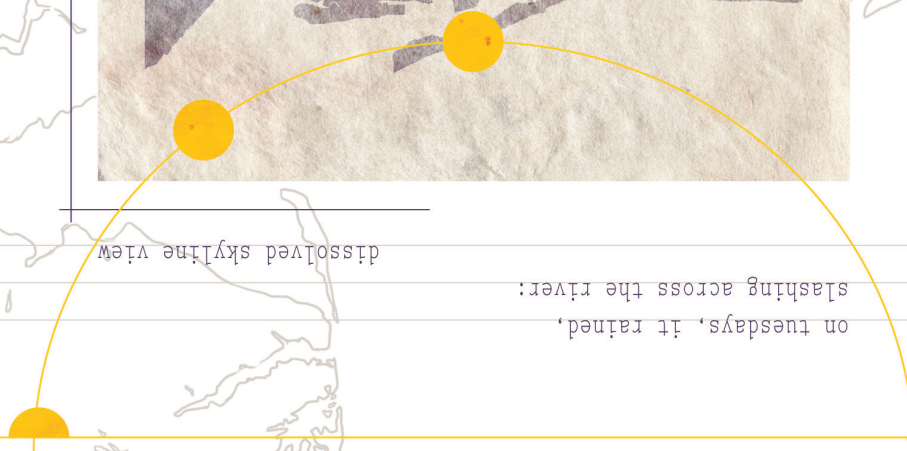 on tuesdays, it rained,
slashing across the river:
dissolved skyline view